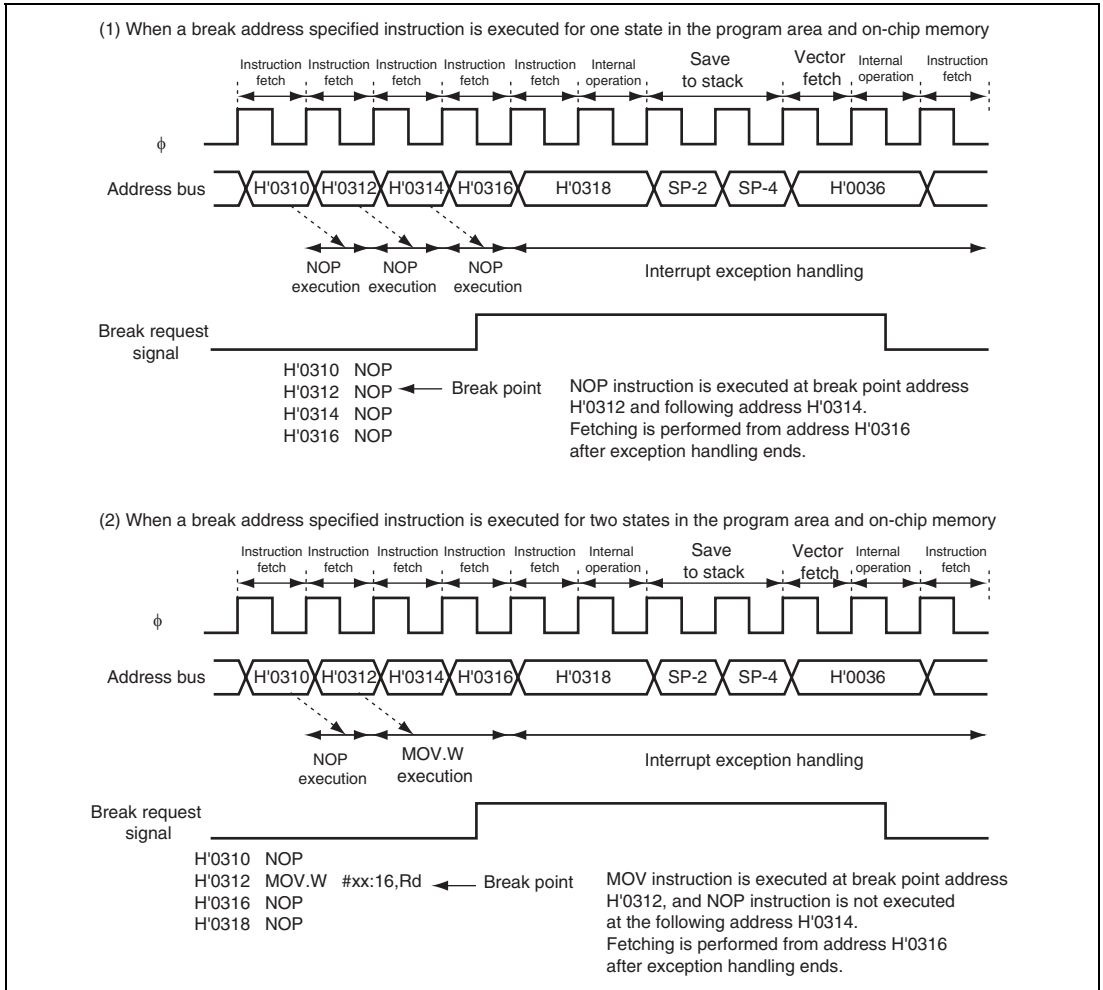 (1) When a break address specified instruction is executed for one state in the program area and on-chip memory
Instruction fetch
Instruction fetch
Instruction fetch
Instruction fetch
Instruction fetch
Internal operation
Save to stack
Vector fetch
Internal operation
Instruction fetch
φ
Address bus
H'0310 H'0312 H'0314 H'0316 H'0318 SP-2 SP-4 H'0036
NOP execution
NOP execution
NOP execution
Interrupt exception handling
Break request
signal
H'0310 NOP
H'0312 NOP Break point
H'0314 NOP
H'0316 NOP
NOP instruction is executed at break point address
H'0312 and following address H'0314.
Fetching is performed from address H'0316
after exception handling ends.
(2) When a break address specified instruction is executed for two states in the program area and on-chip memory
Instruction fetch
Instruction fetch
Instruction fetch
Instruction fetch
Instruction fetch
Internal operation
Save to stack
Vector fetch
Internal operation
Instruction fetch
φ
Address bus
H'0310 H'0312 H'0314 H'0316 H'0318 SP-2 SP-4 H'0036
NOP execution
MOV.W execution
Interrupt exception handling
Break request
signal
H'0310 NOP
H'0312 MOV.W #xx:16,Rd Break point
H'0316 NOP
H'0318 NOP
MOV instruction is executed at break point address
H'0312, and NOP instruction is not executed
at the following address H'0314.
Fetching is performed from address H'0316
after exception handling ends.